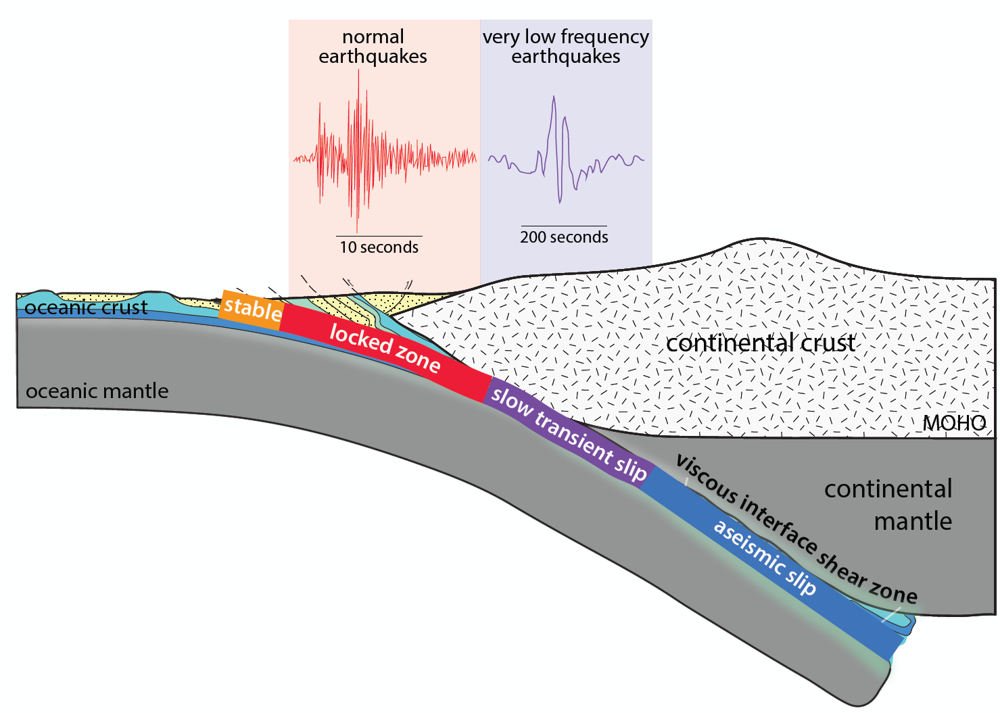 normal
earthquakes
very low frequency
earthquakes
10 seconds
200 seconds
oceanic crust
stable
locked zone
continental crust
oceanic mantle
slow transient slip
MOHO
viscous interface shear zone
continental
mantle
aseismic slip